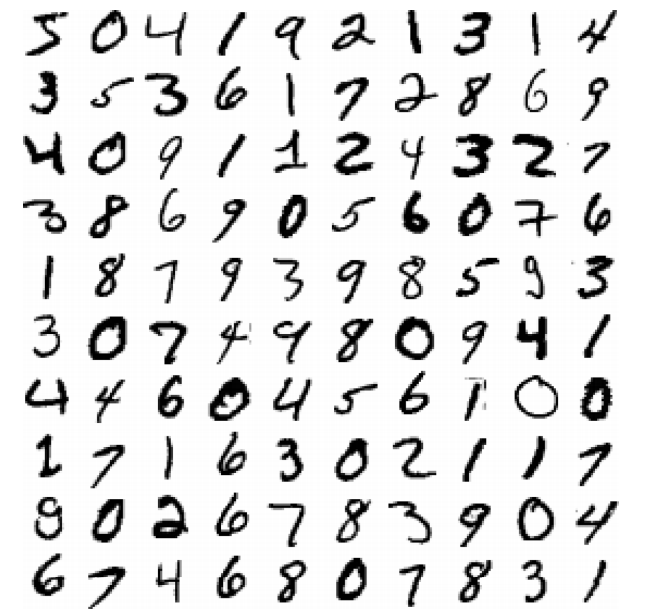 5 0 4 1 9 2 1 3 1 4
3 5 3 6 1 7 2 8 6 9
4 0 9 1 1 2 4 3 2 7
3 8 6 9 0 5 6 0 7 6
1 8 7 9 3 9 8 5 9 3
3 0 7 4 9 8 0 9 4 1
4 4 6 0 4 5 6 1 0 0
1 7 1 6 3 0 2 1 1 7
9 0 2 6 7 8 3 9 0 4
6 7 4 6 8 0 7 8 3 1